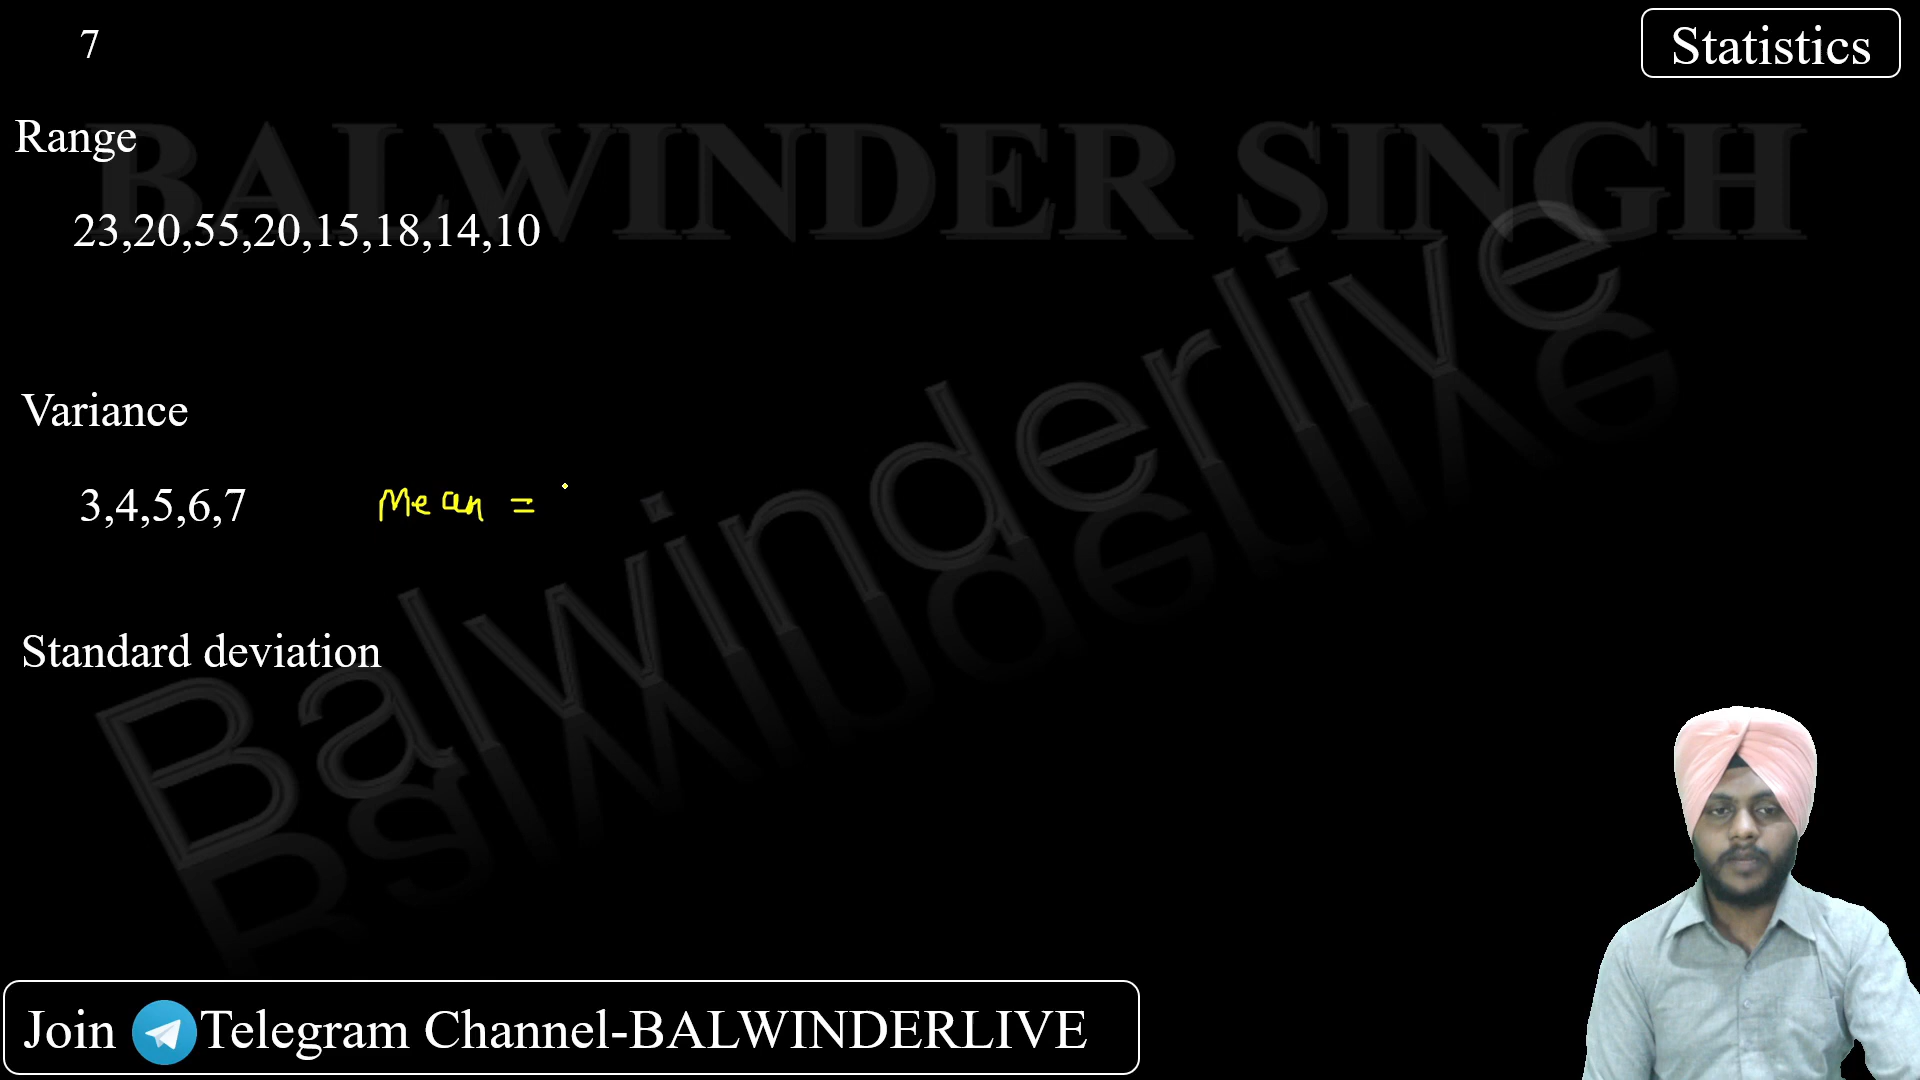 7
Statistics
BALWINDER SINGH
Range
23,20,55,20,15,18,14,10
Balwinderlive
Variance
3,4,5,6,7
Mean =
Standard deviation
Join Telegram Channel-BALWINDERLIVE